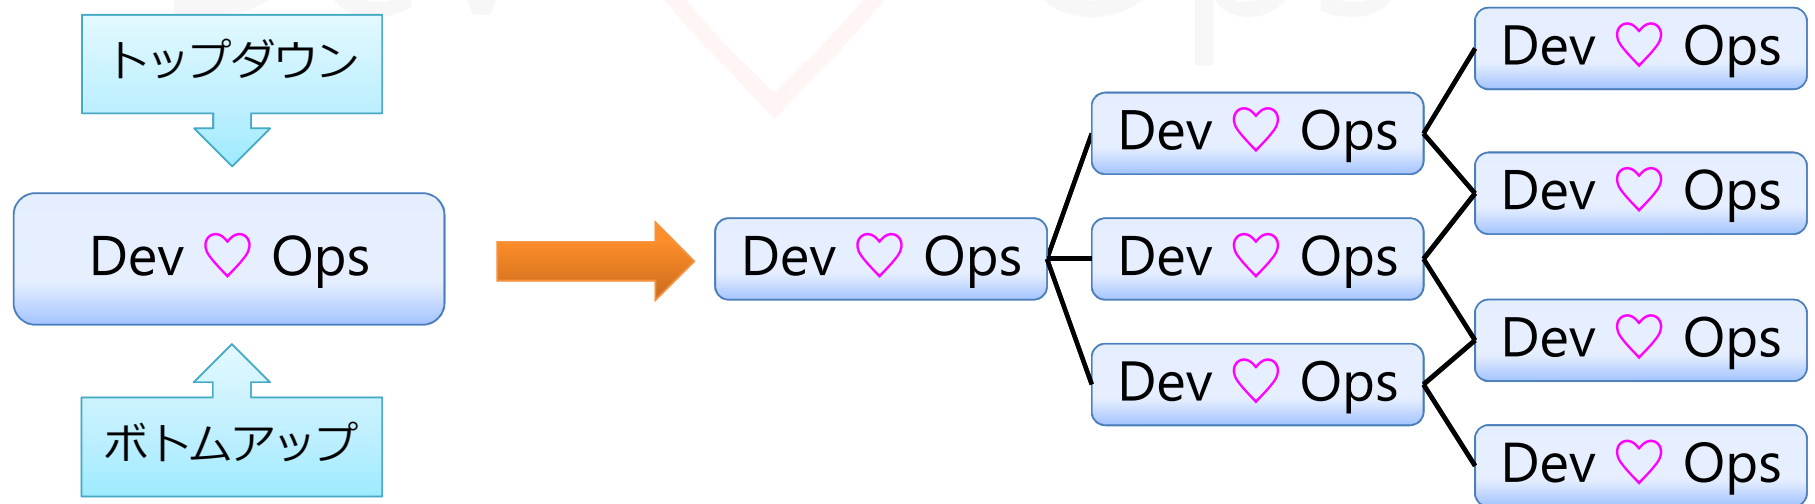 Dev ♡ Ops
トップダウン
Dev ♡ Ops
ボトムアップ
Dev ♡ Ops
Dev ♡ Ops
Dev ♡ Ops
Dev ♡ Ops
Dev ♡ Ops
Dev ♡ Ops
Dev ♡ Ops
Dev ♡ Ops